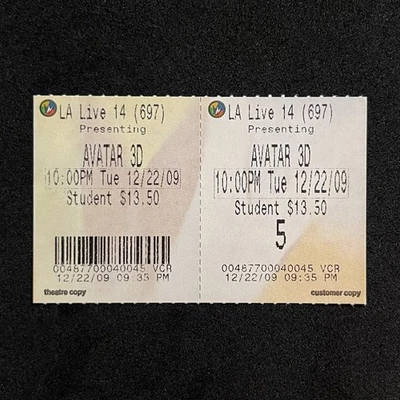 LA Live 14 (697)
Presenting
AVATAR 3D
10:00PM Tue 12/22/09
Student $13.50
00487700040045 VCR
12/22/09 09:35 PM
theatre copy
LA Live 14 (697)
Presenting
AVATAR 3D
10:00PM Tue 12/22/09
Student $13.50
5
00487700040045 VCR
12/22/09 09:35 PM
customer copy